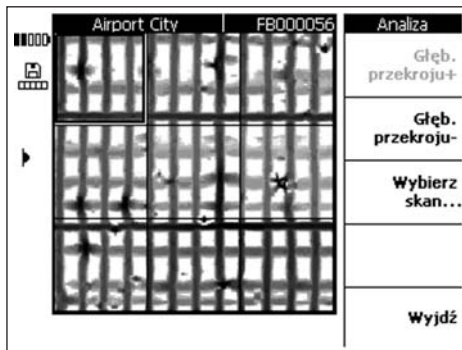 Airport City
FB000056
Analiza
Głęb.
przekroju+
Głęb.
przekroju-
Wybierz
skan...
Wyjdź